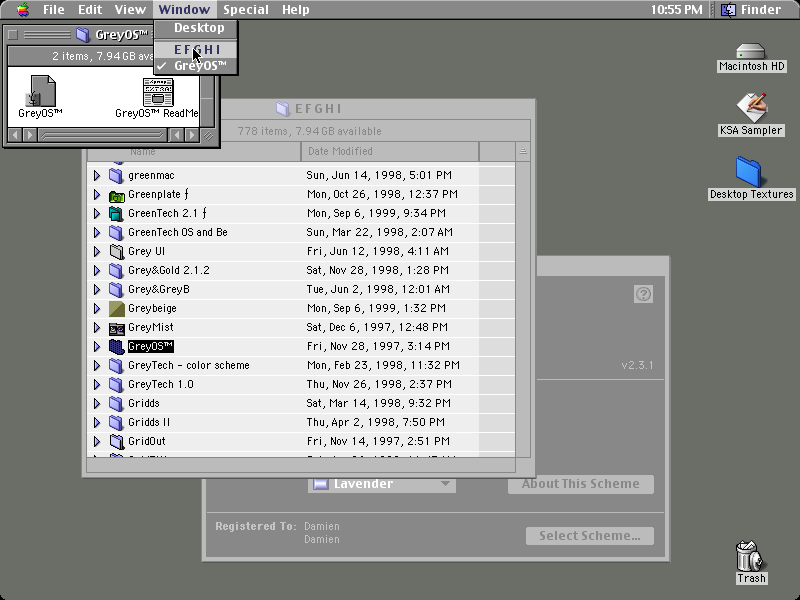 File Edit View Window Special Help 10:55 PM Finder
Desktop
E F G H I
GreyOS™
GreyOS™
2 items, 7.94GB ava
GreyOS™
GreyOS™ ReadMe
Macintosh HD
KSA Sampler
Desktop Textures
Trash
E F G H I
778 items, 7.94GB available
Name Date Modified
greenmac Sun, Jun 14, 1998, 5:01 PM
Greenplate ƒ Mon, Oct 26, 1998, 12:37 PM
GreenTech 2.1 ƒ Mon, Sep 6, 1999, 9:34 PM
GreenTech OS and Be Sun, Mar 22, 1998, 2:07 AM
Grey UI Fri, Jun 12, 1998, 4:11 AM
Grey&Gold 2.1.2 Sat, Nov 28, 1998, 1:28 PM
Grey&GreyB Tue, Jun 2, 1998, 12:01 AM
Greybeige Mon, Sep 6, 1999, 1:32 PM
GreyMist Sat, Dec 6, 1997, 12:48 PM
GreyOS™ Fri, Nov 28, 1997, 3:14 PM
GreyTech - color scheme Mon, Feb 23, 1998, 11:32 PM
GreyTech 1.0 Thu, Nov 26, 1998, 2:37 PM
Gridds Sat, Mar 14, 1998, 9:32 PM
Gridds II Thu, Apr 2, 1998, 7:50 PM
GridOut Fri, Nov 14, 1997, 2:51 PM
v2.3.1
Lavender
About This Scheme
Registered To: Damien
Damien
Select Scheme...